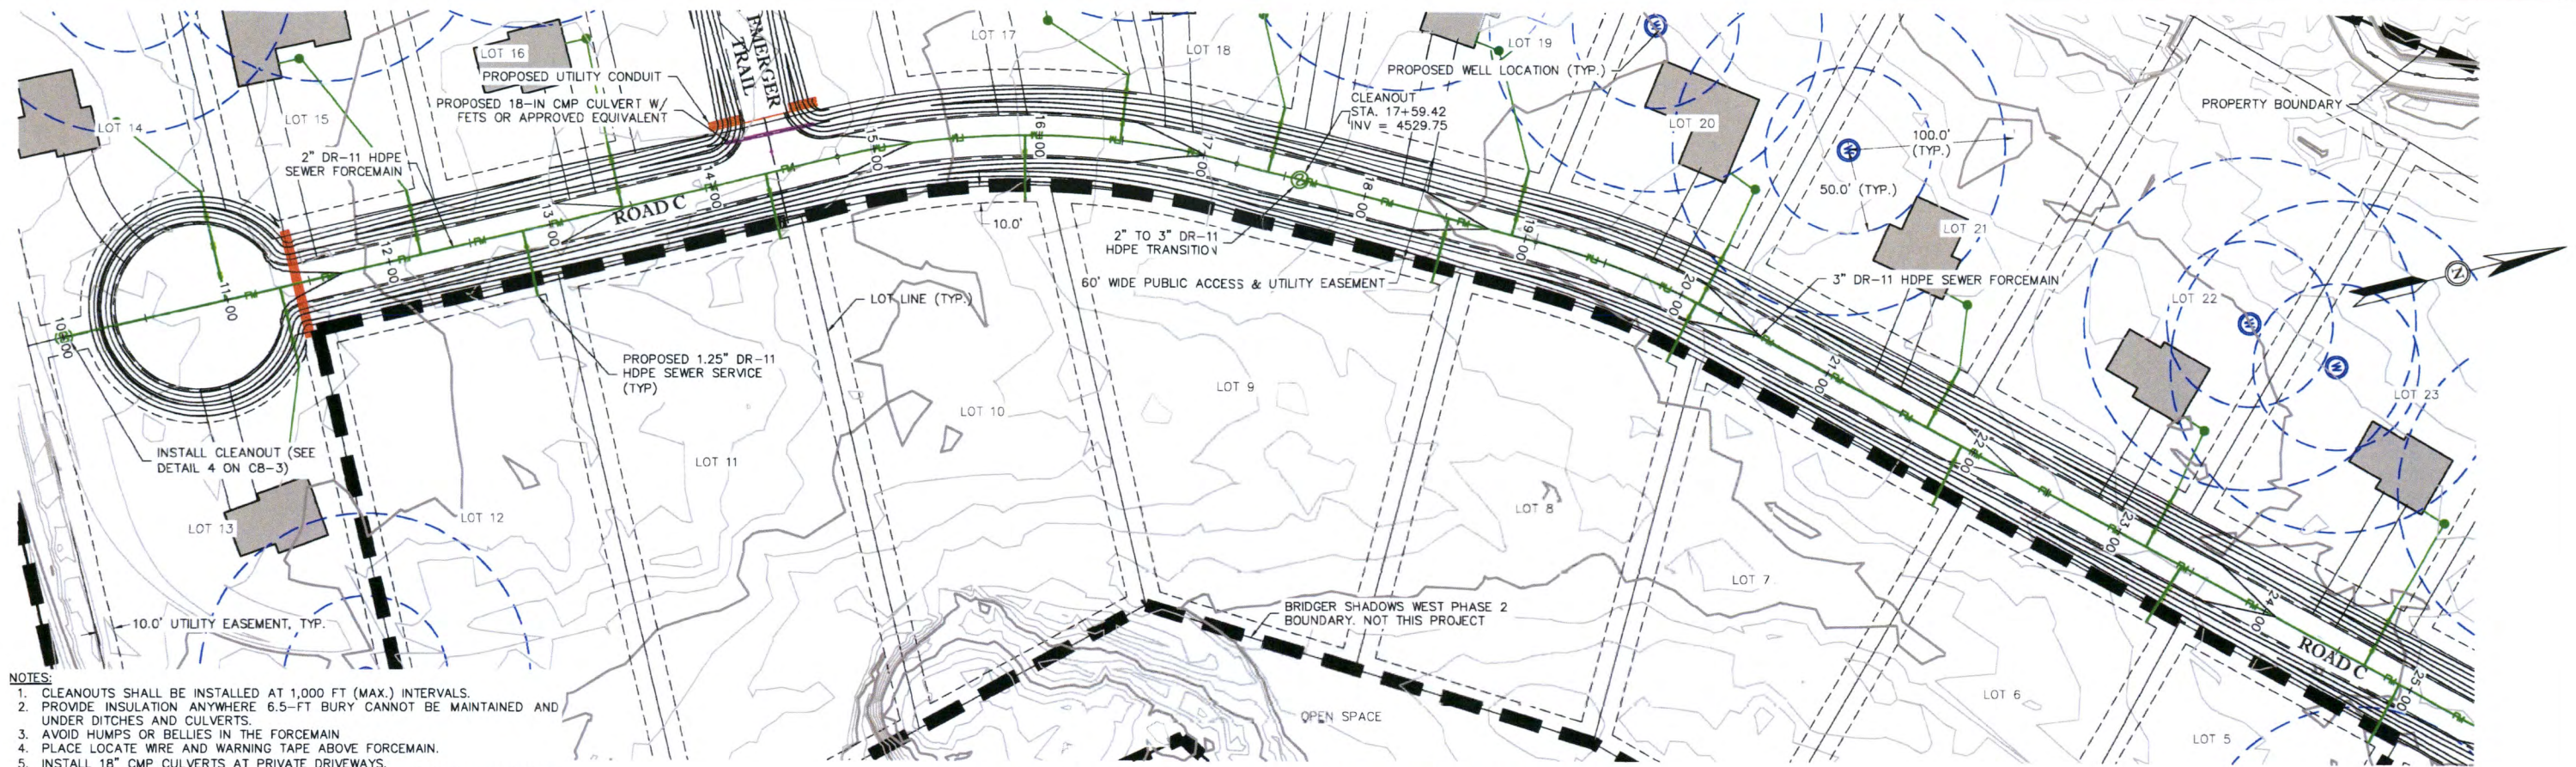 EMERGER
TRAIL
LOT 14
LOT 15
LOT 16
LOT 17
LOT 18
LOT 19
LOT 20
LOT 21
LOT 22
LOT 23
PROPOSED UTILITY CONDUIT
PROPOSED 18-IN CMP CULVERT W/
FETS OR APPROVED EQUIVALENT
2" DR-11 HDPE
SEWER FORCEMAIN
PROPOSED WELL LOCATION (TYP.)
CLEANOUT
STA. 17+59.42
INV = 4529.75
PROPERTY BOUNDARY
100.0'
(TYP.)
50.0' (TYP.)
W
W
W
W
N
ROAD C
11+00
12+00
13+00
14+00
15+00
16+00
17+00
18+00
19+00
20+00
21+00
22+00
23+00
24+00
25+00
10.0'
2" TO 3" DR-11
HDPE TRANSITION
60' WIDE PUBLIC ACCESS & UTILITY EASEMENT
3" DR-11 HDPE SEWER FORCEMAIN
LOT LINE (TYP.)
PROPOSED 1.25" DR-11
HDPE SEWER SERVICE
(TYP)
INSTALL CLEANOUT (SEE
DETAIL 4 ON C8-3)
LOT 13
LOT 12
LOT 11
LOT 10
LOT 9
LOT 8
LOT 7
LOT 6
LOT 5
ROAD C
10.0' UTILITY EASEMENT, TYP.
BRIDGER SHADOWS WEST PHASE 2
BOUNDARY. NOT THIS PROJECT
OPEN SPACE
NOTES:
1. CLEANOUTS SHALL BE INSTALLED AT 1,000 FT (MAX.) INTERVALS.
2. PROVIDE INSULATION ANYWHERE 6.5-FT BURY CANNOT BE MAINTAINED AND
UNDER DITCHES AND CULVERTS.
3. AVOID HUMPS OR BELLIES IN THE FORCEMAIN
4. PLACE LOCATE WIRE AND WARNING TAPE ABOVE FORCEMAIN.
5. INSTALL 18" CMP CULVERTS AT PRIVATE DRIVEWAYS.